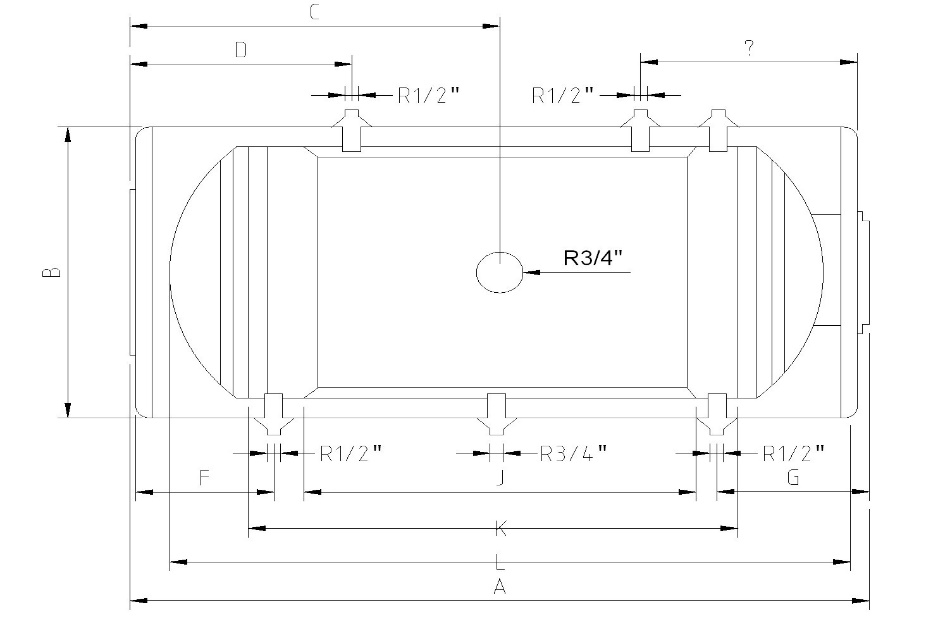 C
D
?
R1/2"
R1/2"
B
R3/4"
R1/2"
R3/4"
R1/2"
F
J
G
K
L
A